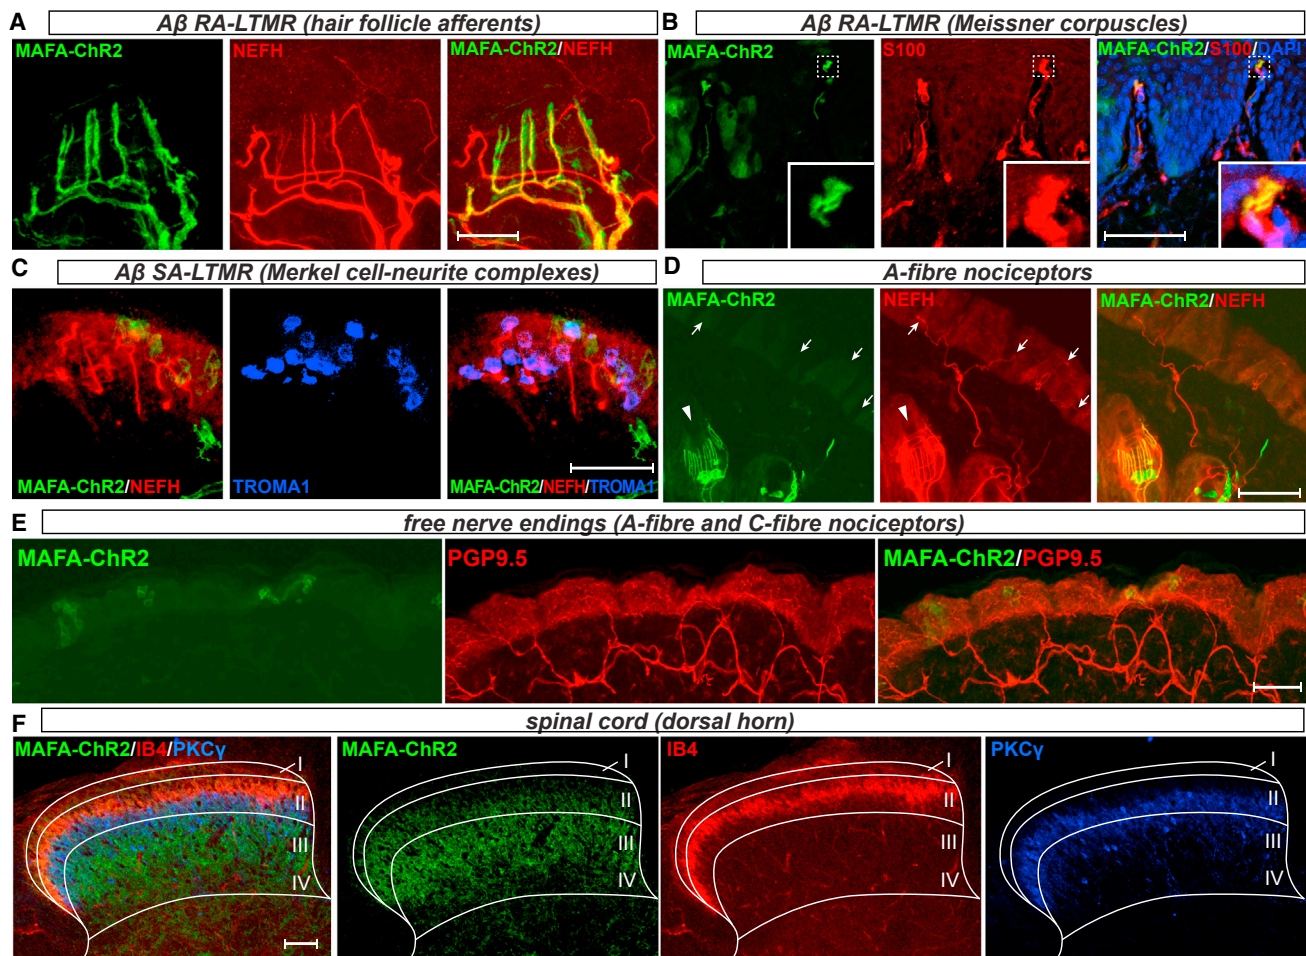 A
Aβ RA-LTMR (hair follicle afferents)
MAFA-ChR2
NEFH
MAFA-ChR2/NEFH
B
Aβ RA-LTMR (Meissner corpuscles)
MAFA-ChR2
S100
MAFA-ChR2/S100/DAPI
C
Aβ SA-LTMR (Merkel cell-neurite complexes)
MAFA-ChR2/NEFH
TROMA1
MAFA-ChR2/NEFH/TROMA1
D
A-fibre nociceptors
MAFA-ChR2
NEFH
MAFA-ChR2/NEFH
E
free nerve endings (A-fibre and C-fibre nociceptors)
MAFA-ChR2
PGP9.5
MAFA-ChR2/PGP9.5
F
spinal cord (dorsal horn)
MAFA-ChR2/IB4/PKCγ
I
II
III
IV
MAFA-ChR2
I
II
III
IV
IB4
I
II
III
IV
PKCγ
I
II
III
IV